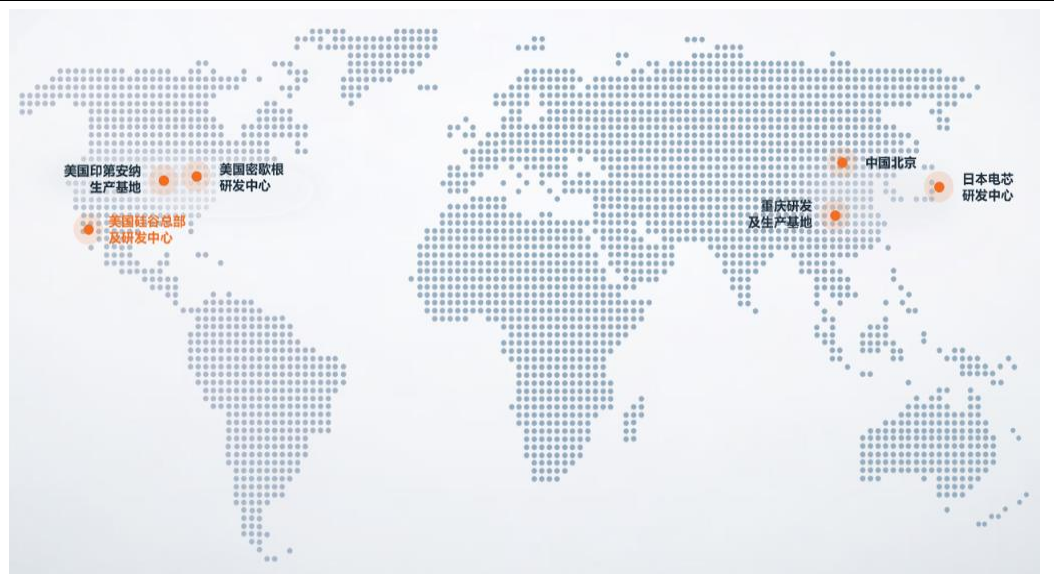 美国印第安纳
生产基地
美国密歇根
研发中心
美国硅谷总部
及研发中心
中国北京
日本电芯
研发中心
重庆研发
及生产基地